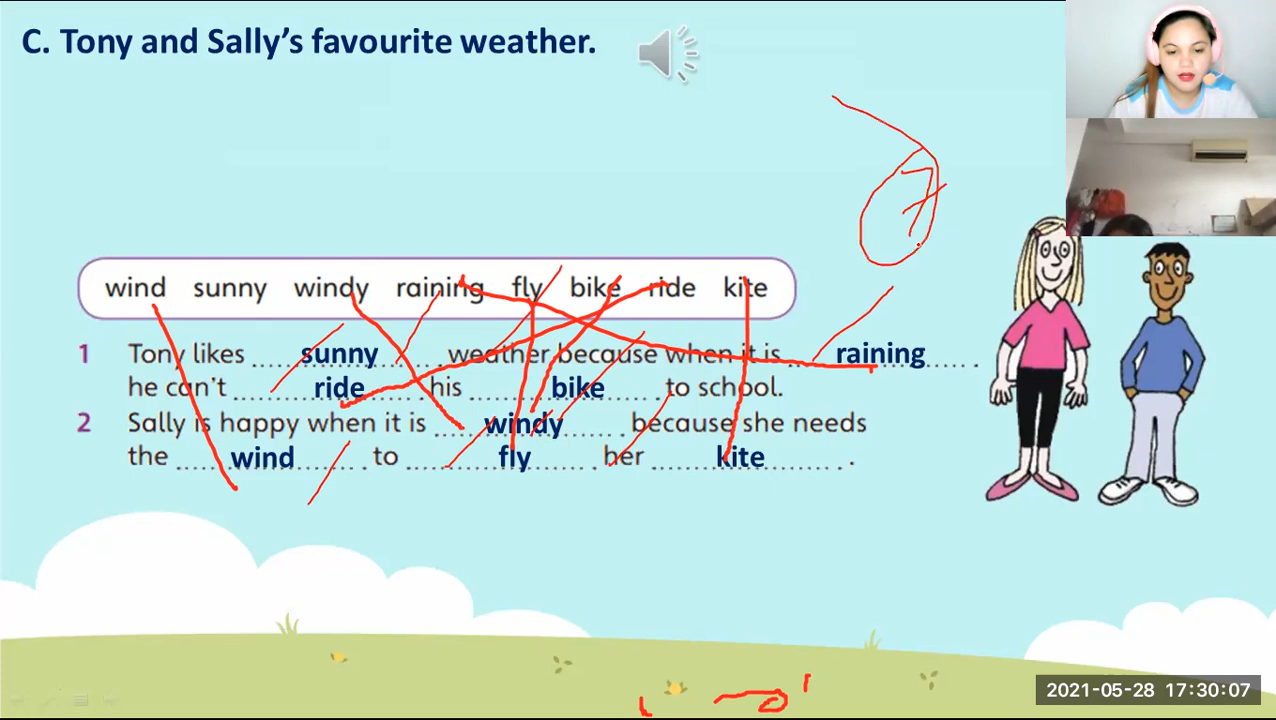 C. Tony and Sally's favourite weather.
7
wind sunny windy raining fly bike ride kite
1 Tony likes sunny weather because when it is raining .
he can't ride his bike to school.
2 Sally is happy when it is windy because she needs
the wind to fly her kite .
2021-05-28 17:30:07